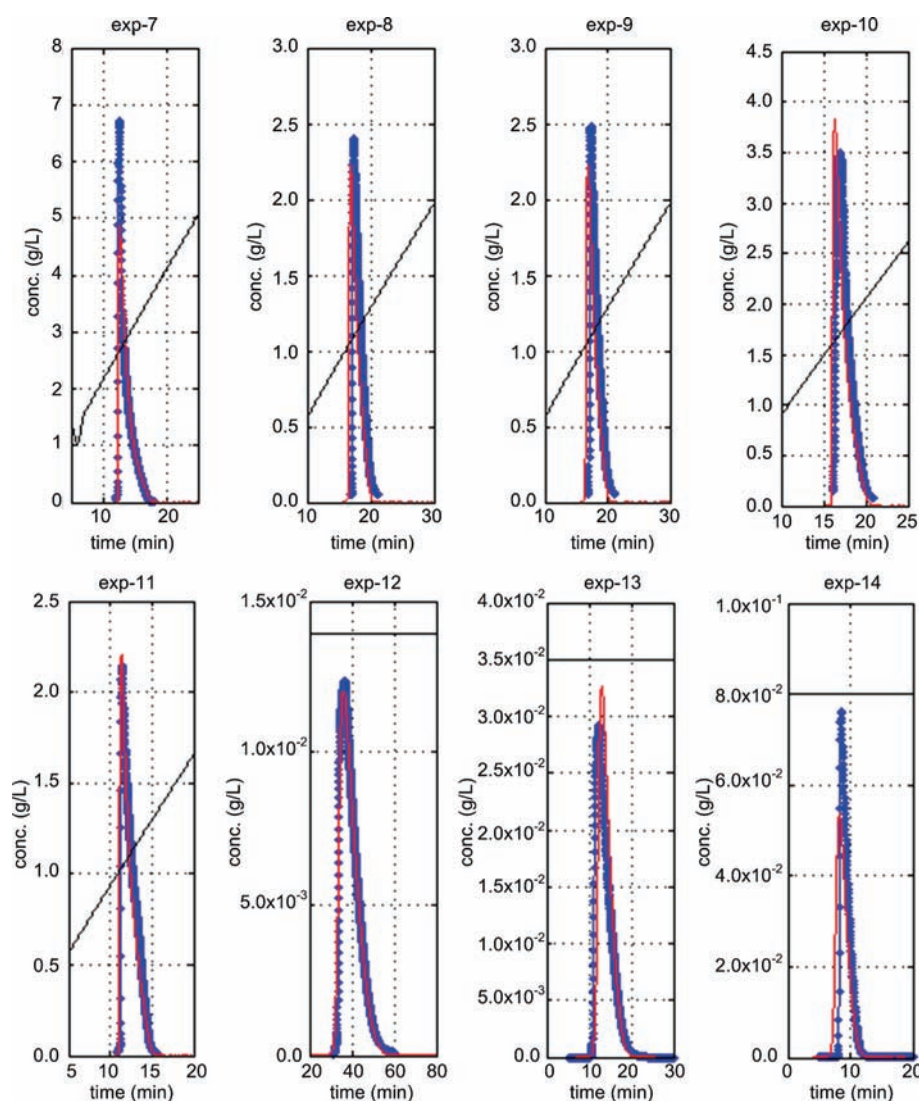 exp-7
exp-8
exp-9
exp-10
8
7
6
5
4
3
2
1
0
conc. (g/L)
10
20
time (min)
3.0
2.5
2.0
1.5
1.0
0.5
0.0
conc. (g/L)
10
20
30
time (min)
3.0
2.5
2.0
1.5
1.0
0.5
0.0
conc. (g/L)
10
20
30
time (min)
4.5
4.0
3.5
3.0
2.5
2.0
1.5
1.0
0.5
0.0
conc. (g/L)
10
15
20
25
time (min)
exp-11
exp-12
exp-13
exp-14
2.5
2.0
1.5
1.0
0.5
0.0
conc. (g/L)
5
10
15
20
time (min)
1.5x10⁻²
1.0x10⁻²
5.0x10⁻³
0.0
conc. (g/L)
20
40
60
80
time (min)
4.0x10⁻²
3.5x10⁻²
3.0x10⁻²
2.5x10⁻²
2.0x10⁻²
1.5x10⁻²
1.0x10⁻²
5.0x10⁻³
0.0
conc. (g/L)
0
10
20
30
time (min)
1.0x10⁻¹
8.0x10⁻²
6.0x10⁻²
4.0x10⁻²
2.0x10⁻²
0.0
conc. (g/L)
0
10
20
time (min)